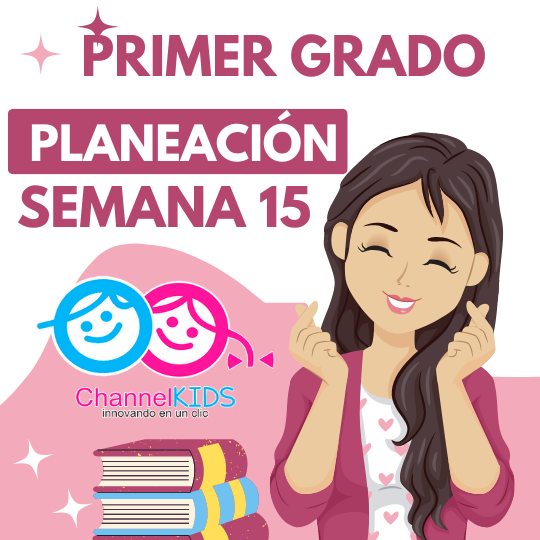 PRIMER GRADO
PLANEACIÓN
SEMANA 15
ChannelKIDS
innovando en un clic